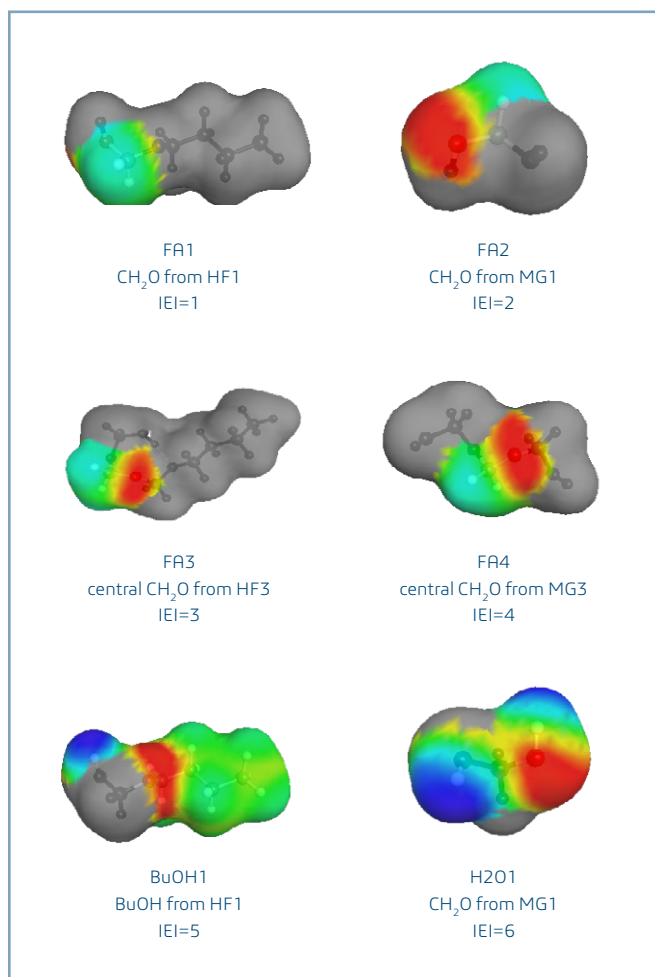 FA1
CH₂O from HF1
IEI=1
FA2
CH₂O from MG1
IEI=2
FA3
central CH₂O from HF3
IEI=3
FA4
central CH₂O from MG3
IEI=4
BuOH1
BuOH from HF1
IEI=5
H2O1
CH₂O from MG1
IEI=6